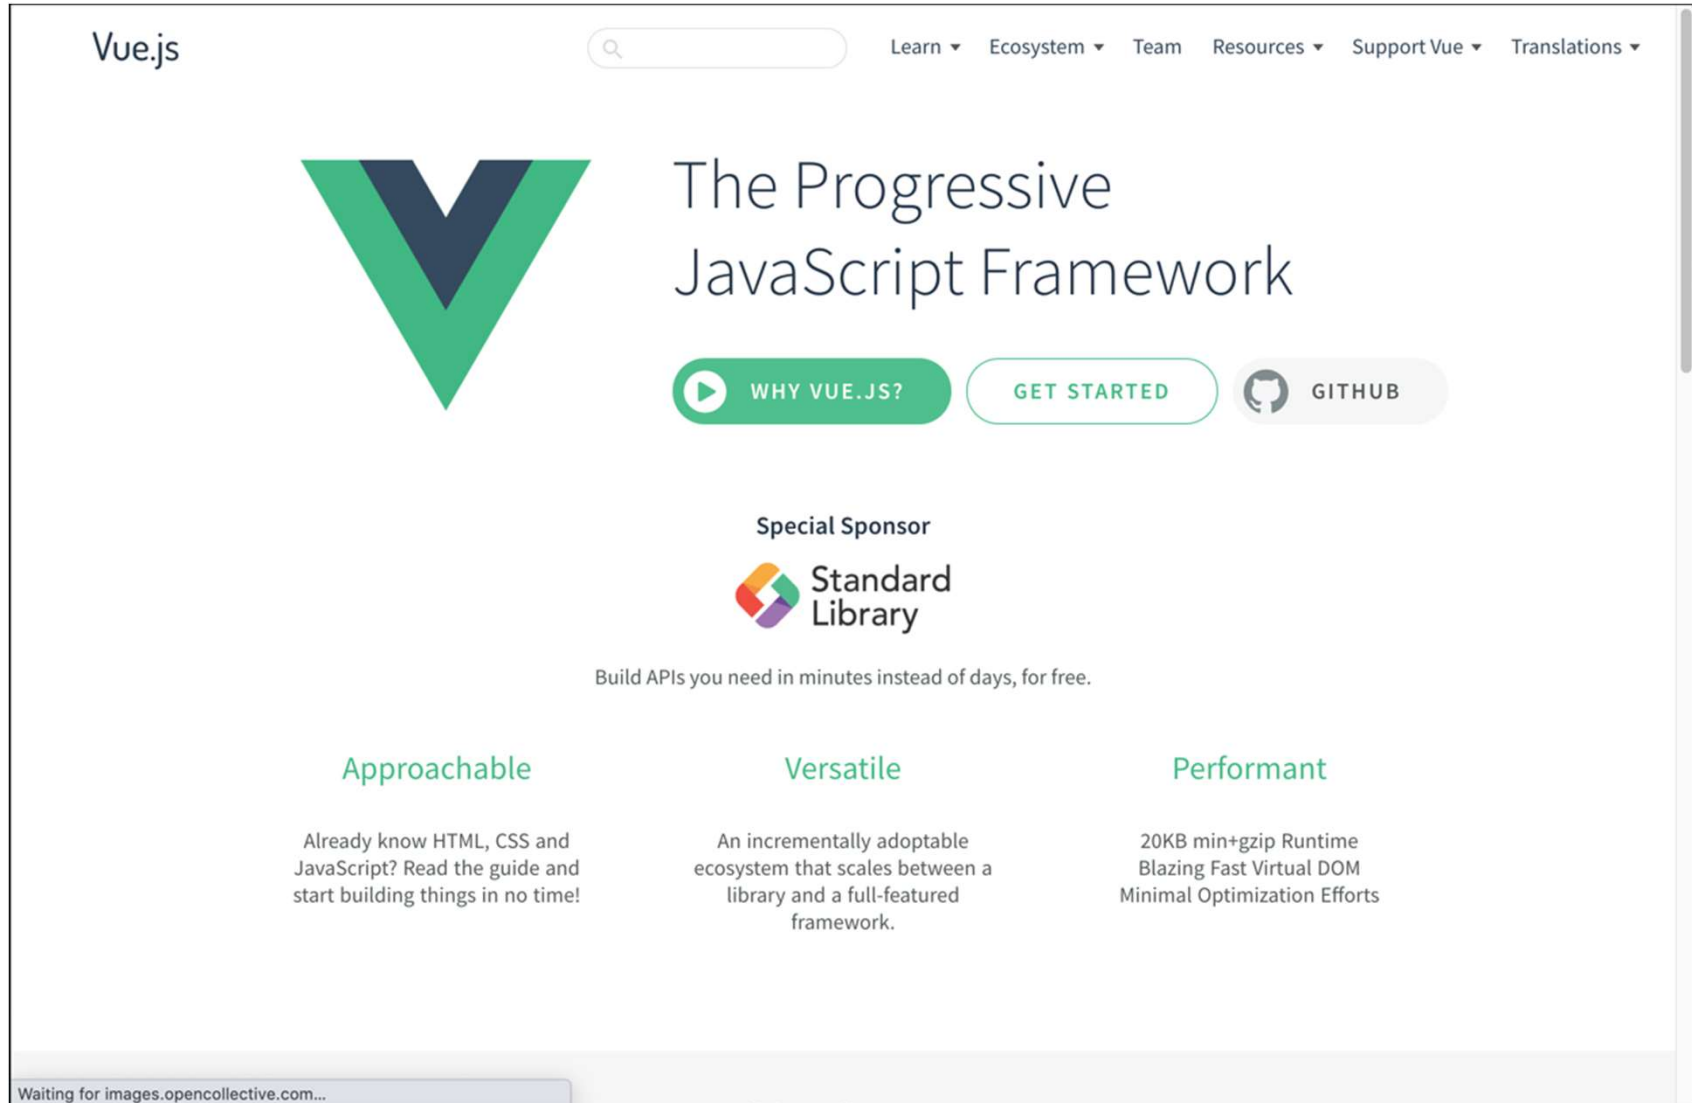 Vue.js
Learn Ecosystem Team Resources Support Vue Translations
The Progressive
JavaScript Framework
WHY VUE.JS? GET STARTED GITHUB
Special Sponsor
Standard
Library
Build APIs you need in minutes instead of days, for free.
Approachable
Already know HTML, CSS and
JavaScript? Read the guide and
start building things in no time!
Versatile
An incrementally adoptable
ecosystem that scales between a
library and a full-featured
framework.
Performant
20KB min+gzip Runtime
Blazing Fast Virtual DOM
Minimal Optimization Efforts
Waiting for images.opencollective.com...